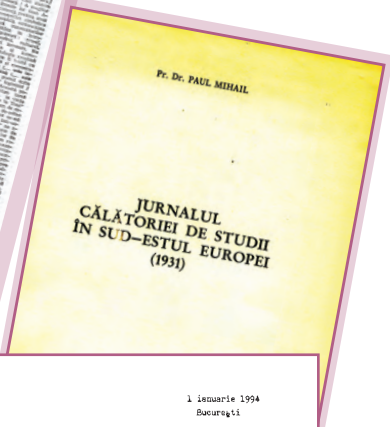 Pr. Dr. PAUL MIHAIL
JURNALUL
CĂLĂTORIEI DE STUDII
ÎN SUD–ESTUL EUROPEI
(1931)
1 ianuarie 1994
București